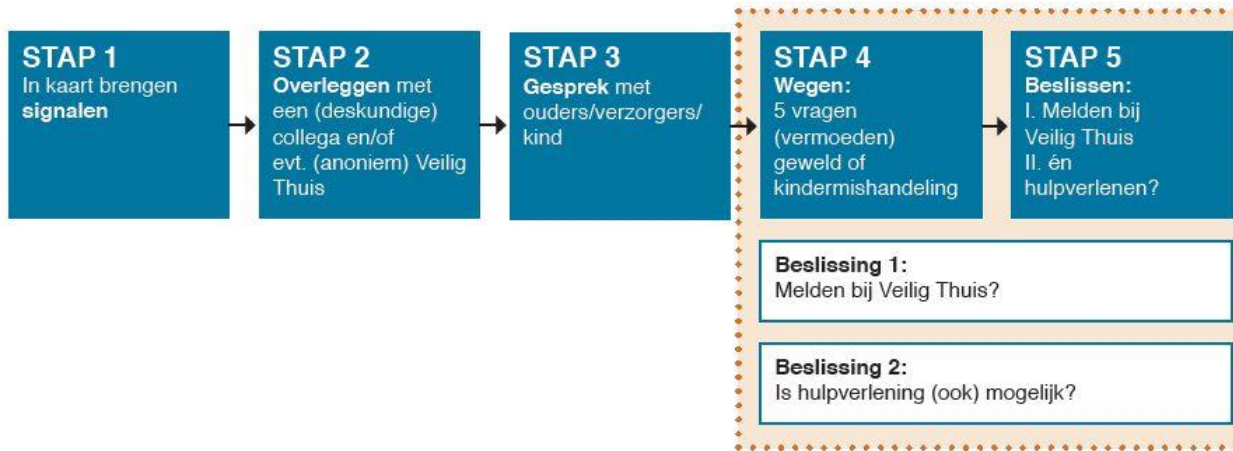 STAP 1
In kaart brengen
signalen
STAP 2
Overleggen met
een (deskundige)
collega en/of
evt. (anoniem) Veilig
Thuis
STAP 3
Gesprek met
ouders/verzorgers/
kind
STAP 4
Wegen:
5 vragen
(vermoeden)
geweld of
kindermishandeling
STAP 5
Beslissen:
I. Melden bij
Veilig Thuis
II. én
hulpverlenen?
Beslissing 1:
Melden bij Veilig Thuis?
Beslissing 2:
Is hulpverlening (ook) mogelijk?